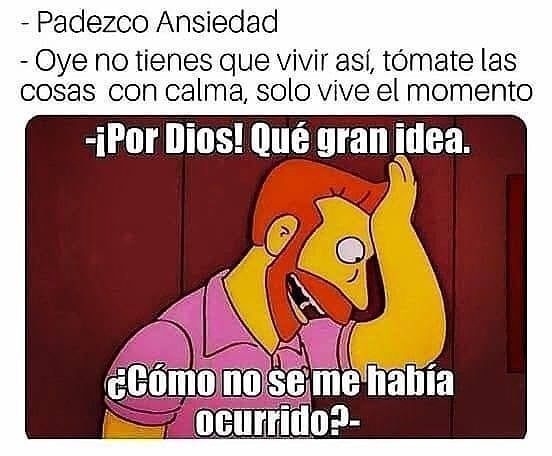 - Padezco Ansiedad
- Oye no tienes que vivir así, tómate las
cosas con calma, solo vive el momento
-¡Por Dios! Qué gran idea.
¿Cómo no se me había
ocurrido?-